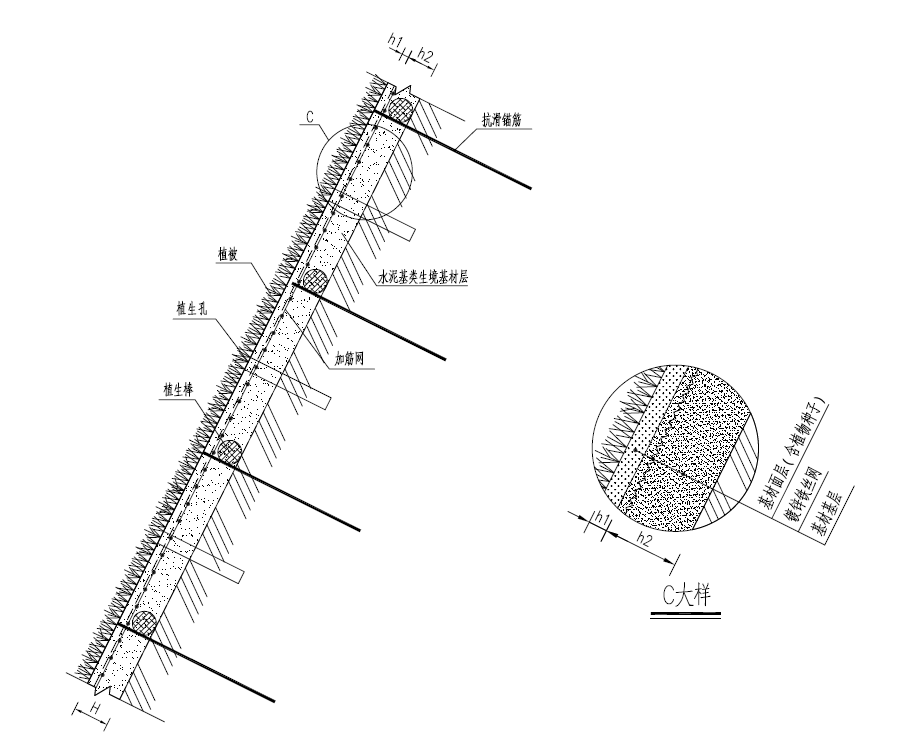 h1
h2
C
抗滑锚筋
植被
水泥基类生境基材层
植生孔
加筋网
植生棒
基材面层(含植物种子)
镀锌铁丝网
基材基层
h1
h2
C大样
H